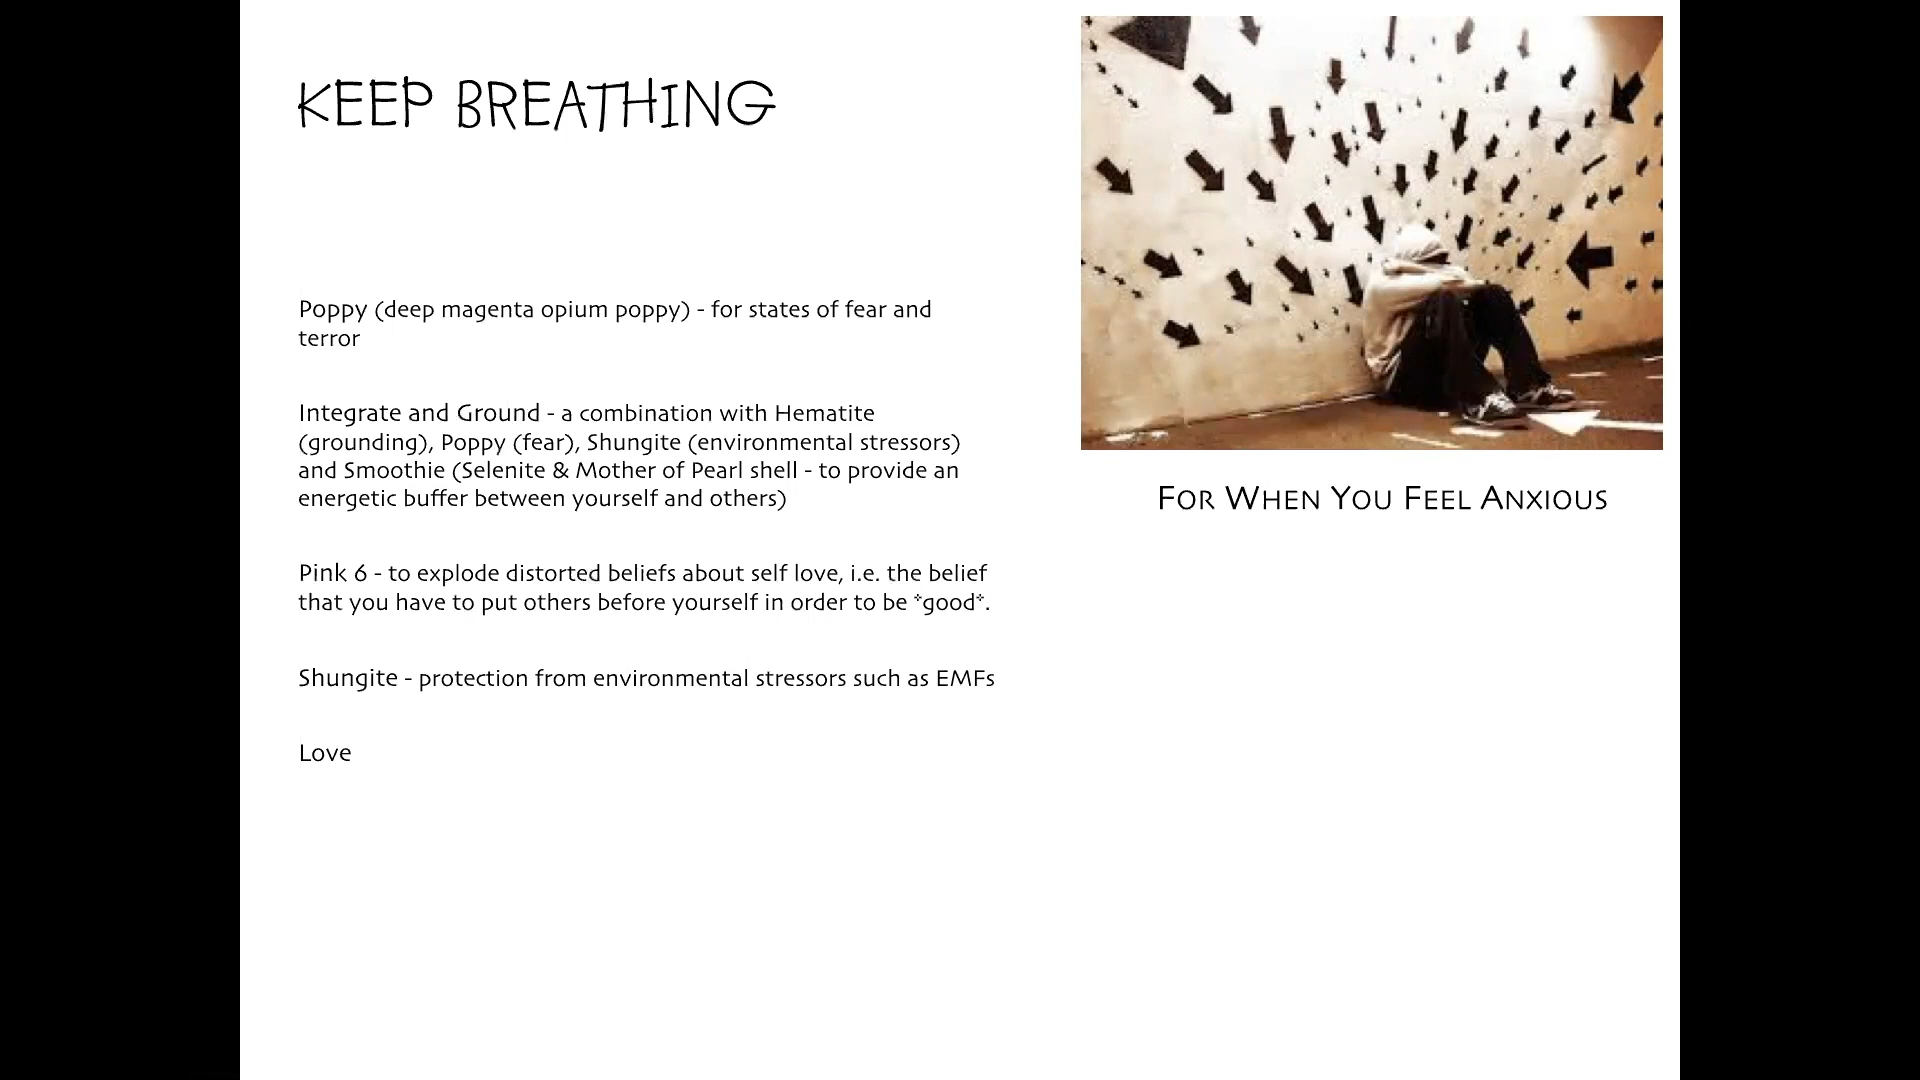 KEEP BREATHING
Poppy (deep magenta opium poppy) - for states of fear and
terror
Integrate and Ground - a combination with Hematite
(grounding), Poppy (fear), Shungite (environmental stressors)
and Smoothie (Selenite & Mother of Pearl shell - to provide an
energetic buffer between yourself and others)
Pink 6 - to explode distorted beliefs about self love, i.e. the belief
that you have to put others before yourself in order to be *good*.
Shungite - protection from environmental stressors such as EMFs
Love
FOR WHEN YOU FEEL ANXIOUS